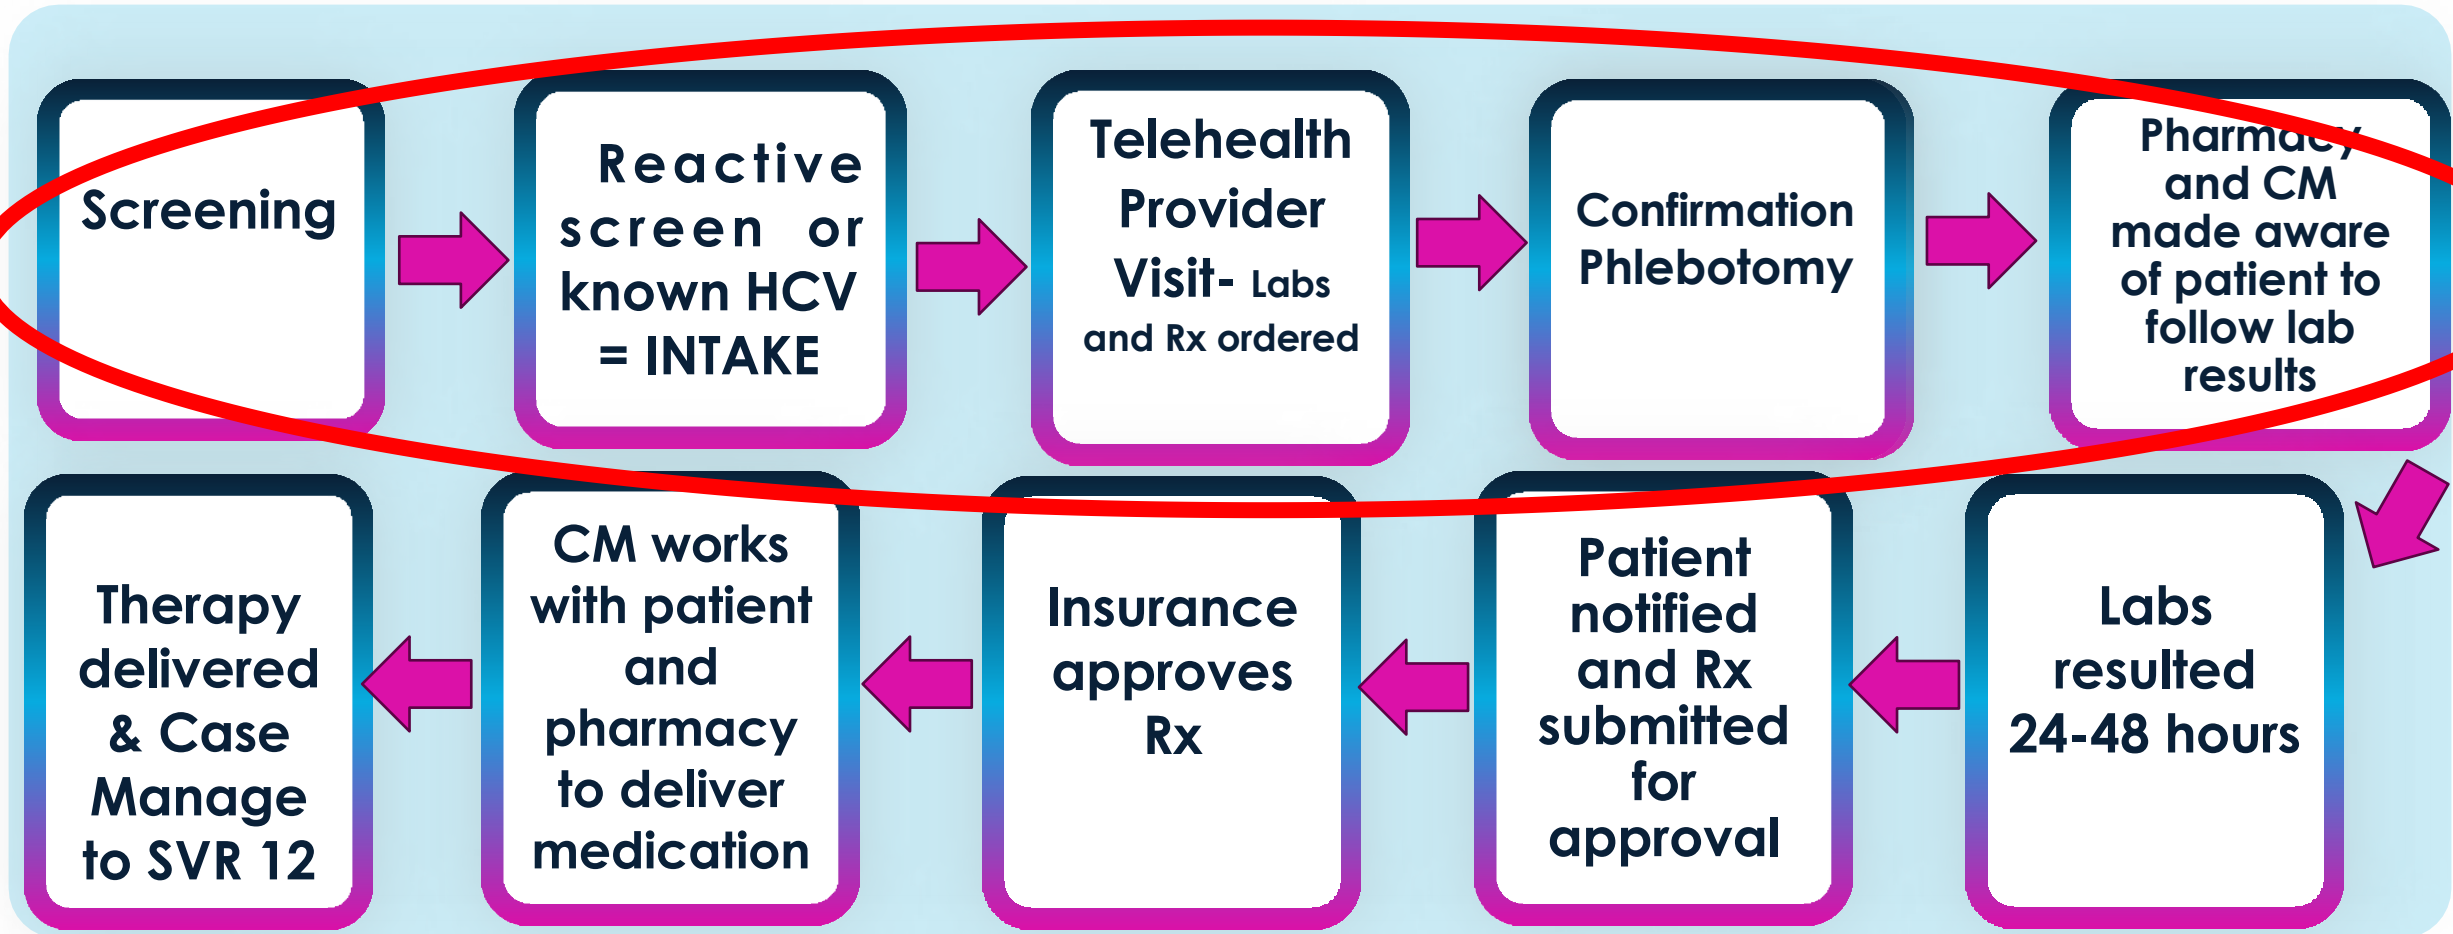 Screening
Reactive
screen or
known HCV
= INTAKE
Telehealth
Provider
Visit- Labs
and Rx ordered
Confirmation
Phlebotomy
Pharmacy
and CM
made aware
of patient to
follow lab
results
Labs
resulted
24-48 hours
Patient
notified
and Rx
submitted
for
approval
Insurance
approves
Rx
CM works
with patient
and
pharmacy
to deliver
medication
Therapy
delivered
& Case
Manage
to SVR 12